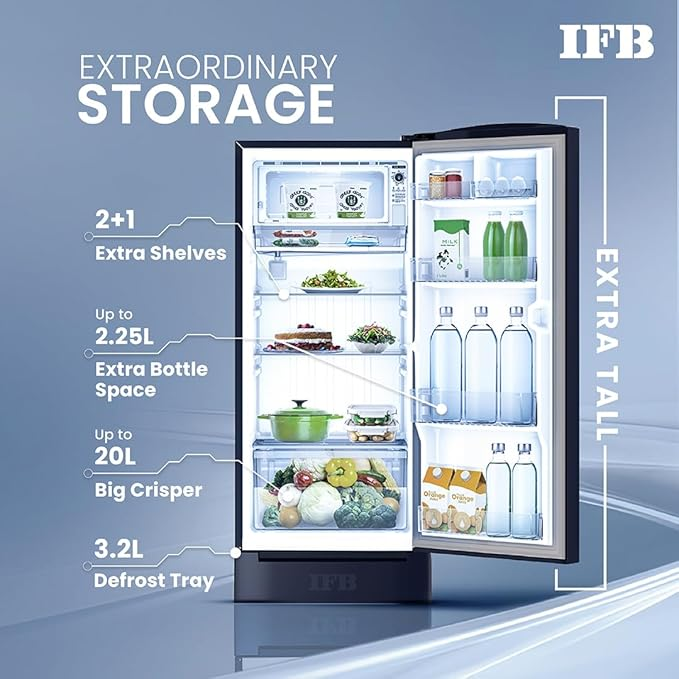 IFB
EXTRAORDINARY
STORAGE
2+1
Extra Shelves
Up to
2.25L
Extra Bottle
Space
Up to
20L
Big Crisper
3.2L
Defrost Tray
EXTRA TALL
MILK
Orange
Orange
IFB